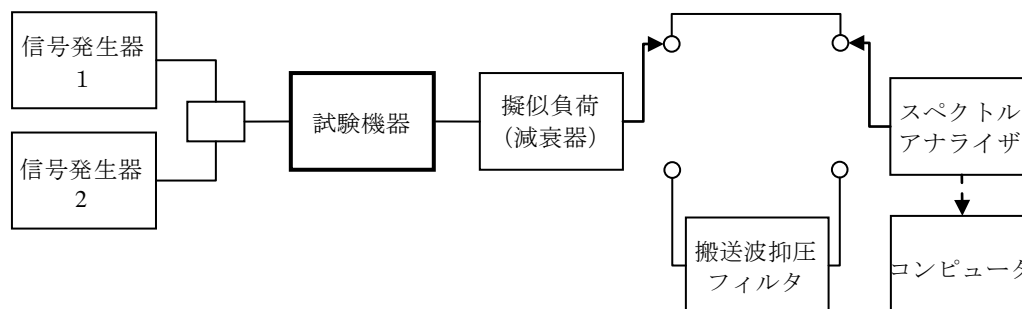 信号発生器
1
信号発生器
2
試験機器
擬似負荷
(減衰器)
搬送波抑圧
フィルタ
スペクトル
アナライザ
コンピュータ